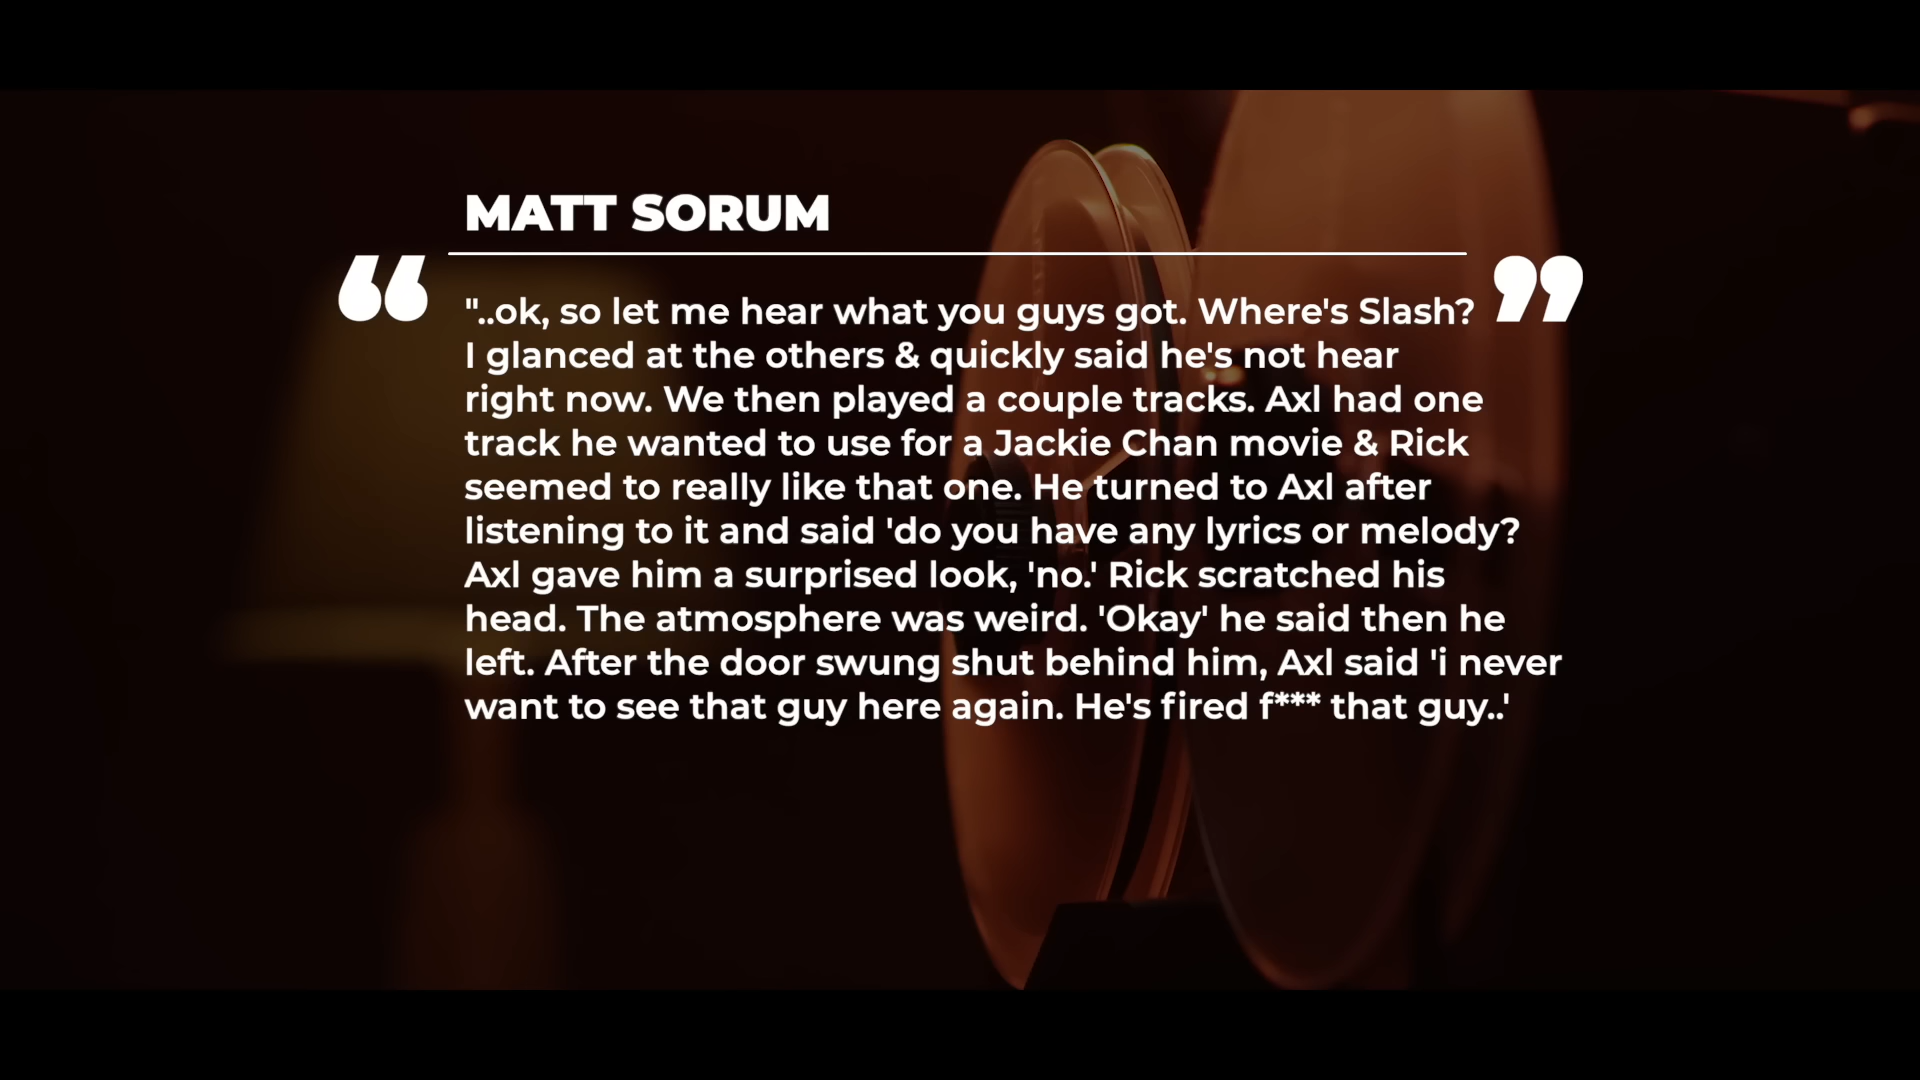 MATT SORUM
“ ”
"..ok, so let me hear what you guys got. Where's Slash?
I glanced at the others & quickly said he's not hear
right now. We then played a couple tracks. Axl had one
track he wanted to use for a Jackie Chan movie & Rick
seemed to really like that one. He turned to Axl after
listening to it and said 'do you have any lyrics or melody?
Axl gave him a surprised look, 'no.' Rick scratched his
head. The atmosphere was weird. 'Okay' he said then he
left. After the door swung shut behind him, Axl said 'i never
want to see that guy here again. He's fired f*** that guy..'